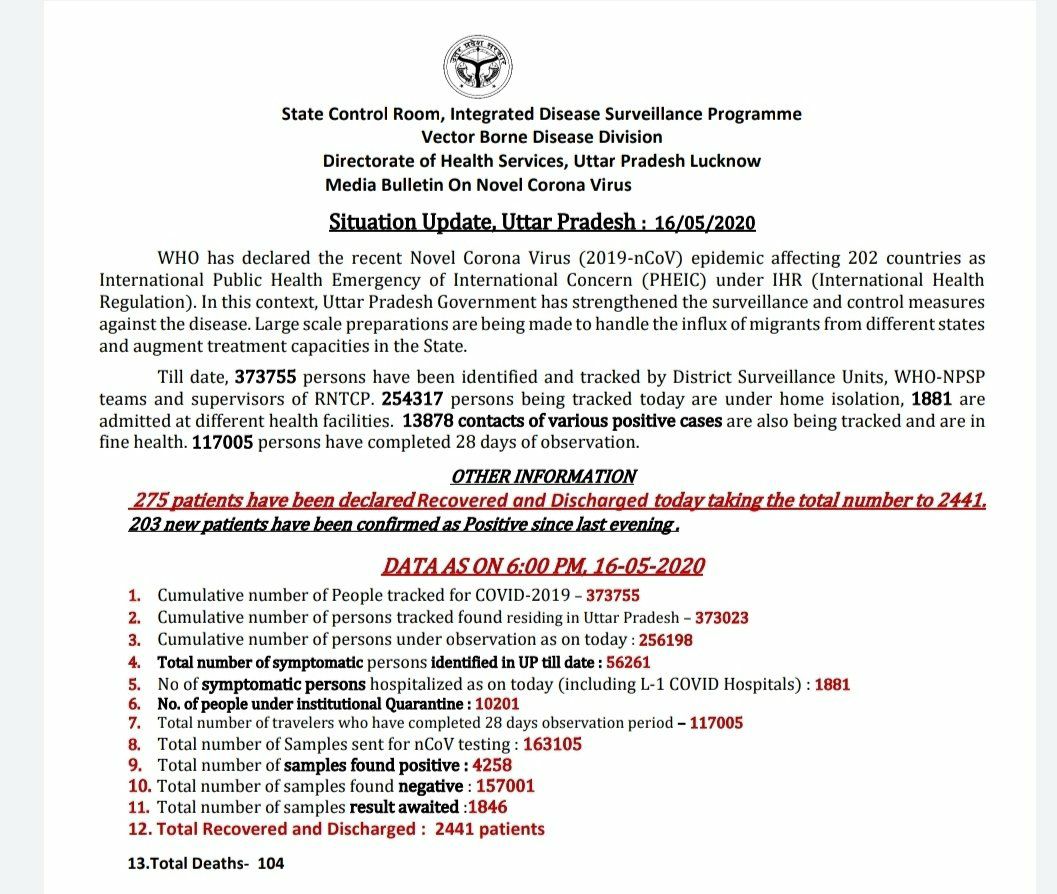 उत्तर प्रदेश सरकार
State Control Room, Integrated Disease Surveillance Programme
Vector Borne Disease Division
Directorate of Health Services, Uttar Pradesh Lucknow
Media Bulletin On Novel Corona Virus
Situation Update, Uttar Pradesh : 16/05/2020
WHO has declared the recent Novel Corona Virus (2019-nCoV) epidemic affecting 202 countries as
International Public Health Emergency of International Concern (PHEIC) under IHR (International Health
Regulation). In this context, Uttar Pradesh Government has strengthened the surveillance and control measures
against the disease. Large scale preparations are being made to handle the influx of migrants from different states
and augment treatment capacities in the State.
Till date, 373755 persons have been identified and tracked by District Surveillance Units, WHO-NPSP
teams and supervisors of RNTCP. 254317 persons being tracked today are under home isolation, 1881 are
admitted at different health facilities. 13878 contacts of various positive cases are also being tracked and are in
fine health. 117005 persons have completed 28 days of observation.
OTHER INFORMATION
275 patients have been declared Recovered and Discharged today taking the total number to 2441.
203 new patients have been confirmed as Positive since last evening .
DATA AS ON 6:00 PM, 16-05-2020
1. Cumulative number of People tracked for COVID-2019 – 373755
2. Cumulative number of persons tracked found residing in Uttar Pradesh – 373023
3. Cumulative number of persons under observation as on today : 256198
4. Total number of symptomatic persons identified in UP till date : 56261
5. No of symptomatic persons hospitalized as on today (including L-1 COVID Hospitals) : 1881
6. No. of people under institutional Quarantine : 10201
7. Total number of travelers who have completed 28 days observation period – 117005
8. Total number of Samples sent for nCoV testing : 163105
9. Total number of samples found positive : 4258
10. Total number of samples found negative : 157001
11. Total number of samples result awaited :1846
12. Total Recovered and Discharged : 2441 patients
13.Total Deaths- 104